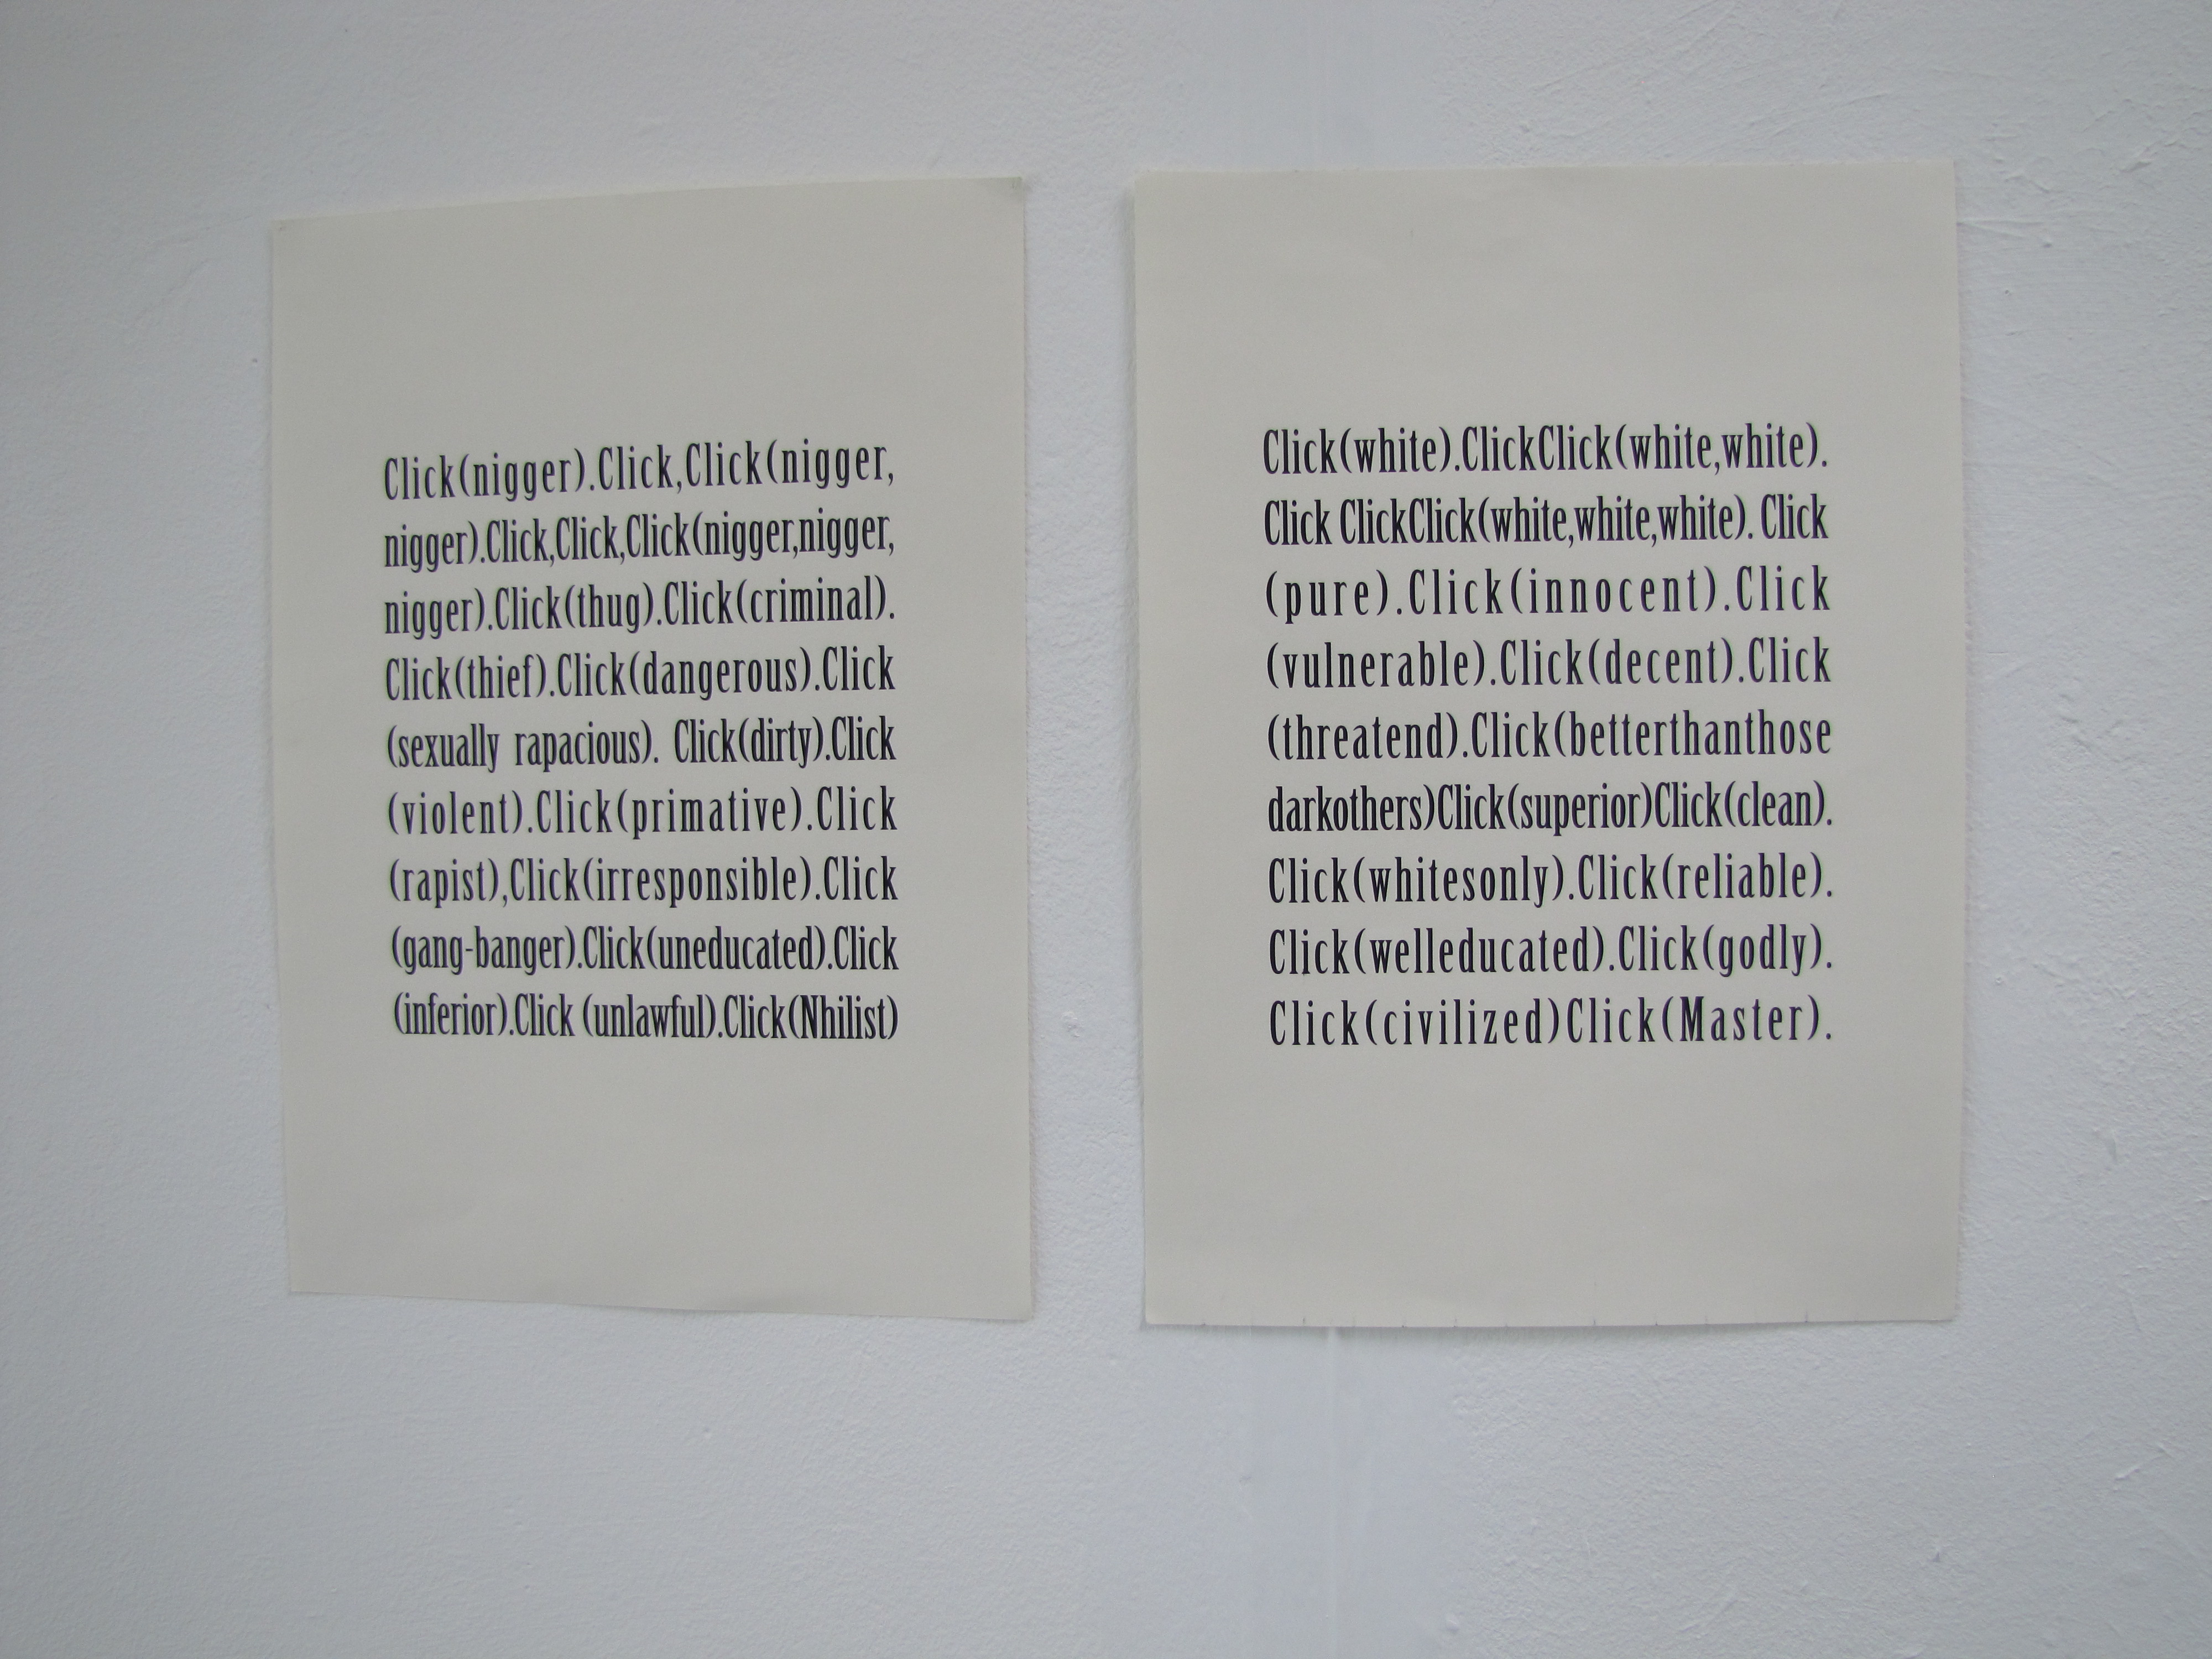 Click(nigger).Click,Click(nigger,
nigger).Click,Click,Click(nigger,nigger,
nigger).Click(thug).Click(criminal).
Click(thief).Click(dangerous).Click
(sexually rapacious). Click(dirty).Click
(violent).Click(primative).Click
(rapist),Click(irresponsible).Click
(gang-banger).Click(uneducated).Click
(inferior).Click (unlawful).Click(Nhilist)
Click(white).ClickClick(white,white).
Click ClickClick(white,white,white). Click
(pure).Click(innocent).Click
(vulnerable).Click(decent).Click
(threatend).Click(betterthanthose
darkothers)Click(superior)Click(clean).
Click(whitesonly).Click(reliable).
Click(welleducated).Click(godly).
Click(civilized)Click(Master).